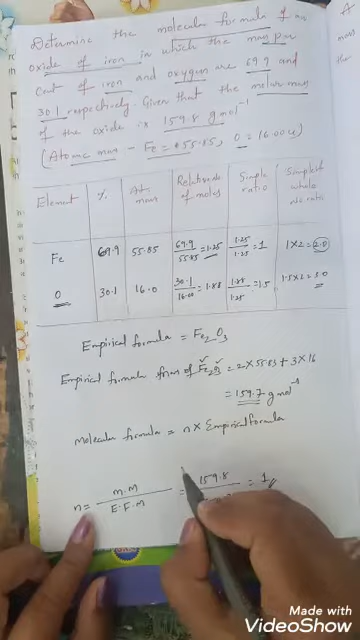 Determine the molecular formula of an
oxide of iron in which the mass per
cent of iron and oxygen are 69.9 and
30.1 respectively. Given that the molar mass
of the oxide is 159.8 g mol⁻¹
(Atomic mass - Fe = 55.85, O = 16.00u)
Element % At. mass Relative no of moles Simple ratio Simplest whole no. ratio
Fe 69.9 55.85 69.9/55.85 = 1.25 1.25/1.25 = 1 1×2 = 2.0
O 30.1 16.0 30.1/16.00 = 1.88 1.88/1.25 = 1.5 1.5×2 = 3.0
Empirical formula = Fe₂O₃
Empirical formula mass of Fe₂O₃ = 2×55.85 + 3×16
= 159.7 g mol⁻¹
molecular formula = n × Empirical formula
n = M.M / E.F.M = 159.8 = 1
Made with
VideoShow